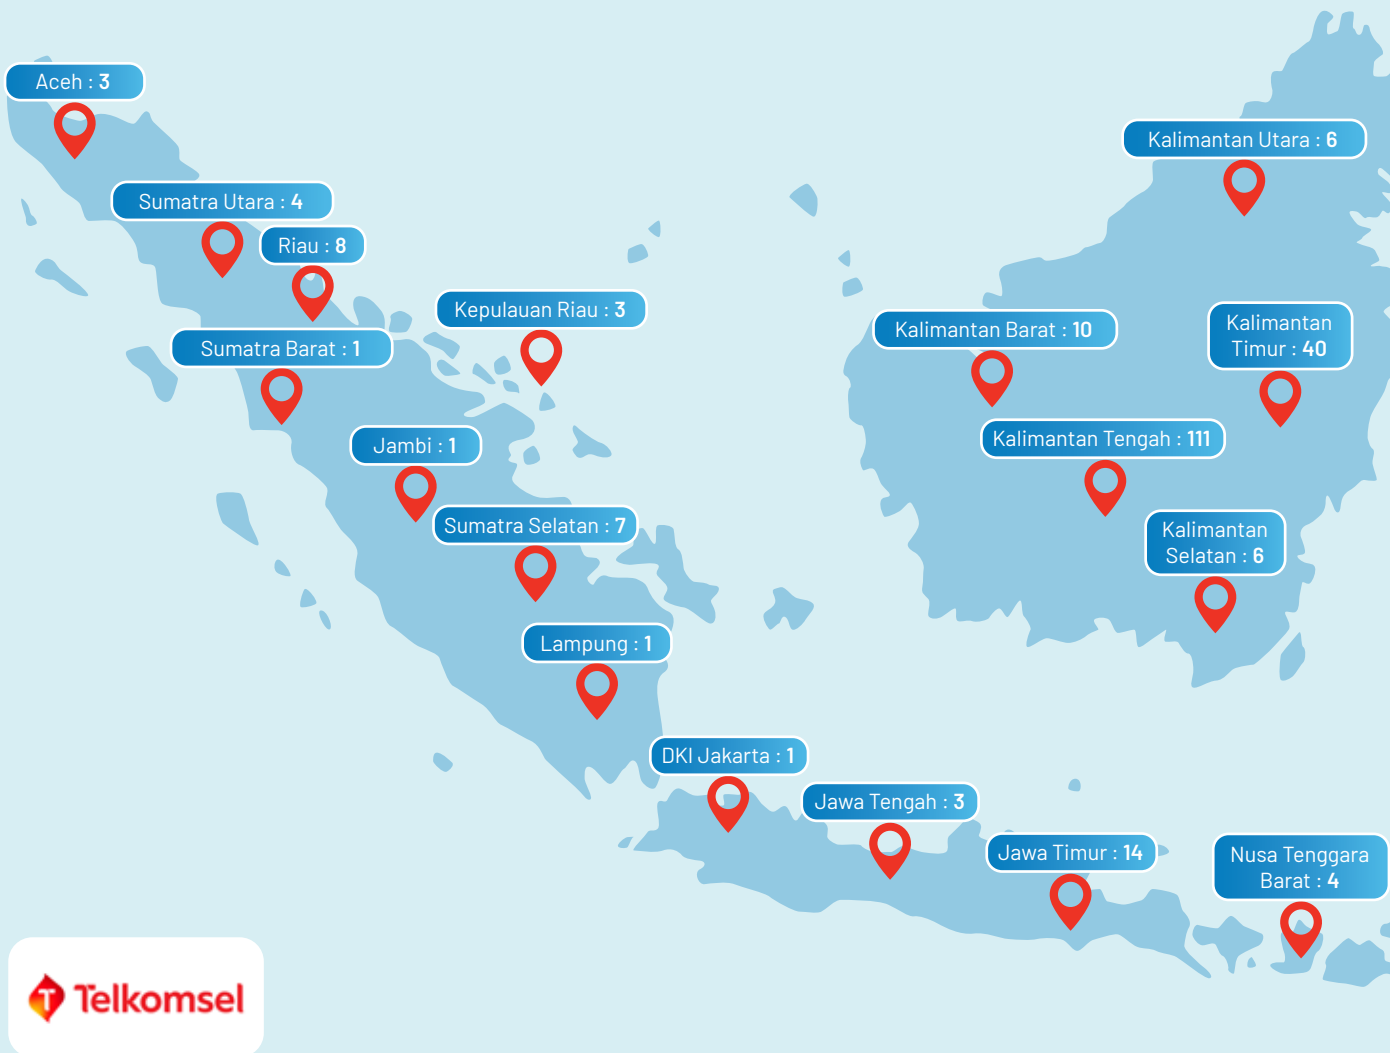 Aceh : 3
Kalimantan Utara : 6
Sumatra Utara : 4
Riau : 8
Kepulauan Riau : 3
Kalimantan Barat : 10
Kalimantan
Timur : 40
Sumatra Barat : 1
Jambi : 1
Kalimantan Tengah : 111
Sumatra Selatan : 7
Kalimantan
Selatan : 6
Lampung : 1
DKI Jakarta : 1
Jawa Tengah : 3
Jawa Timur : 14
Nusa Tenggara
Barat : 4
Telkomsel